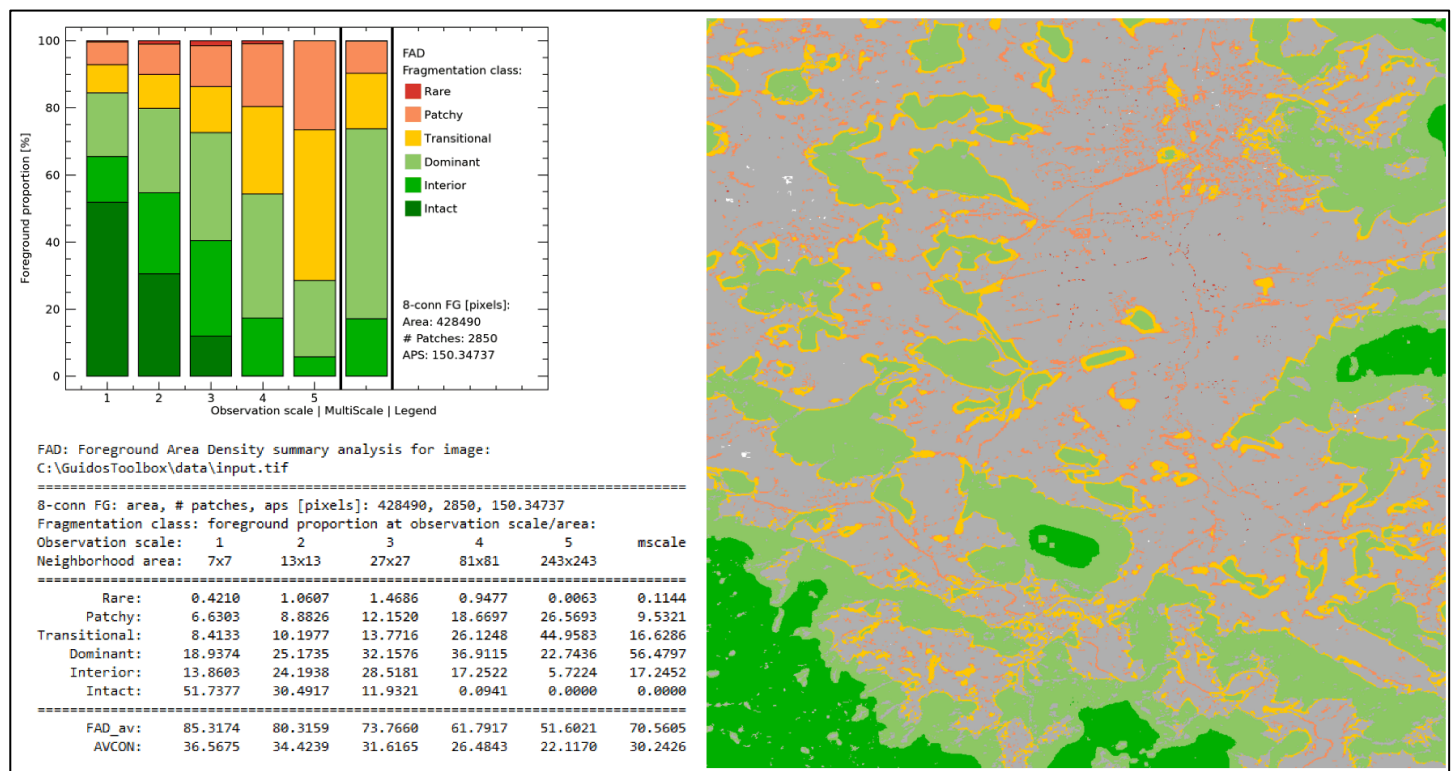 100
80
60
40
20
0
Foreground proportion [%]
1 2 3 4 5
Observation scale | MultiScale | Legend
FAD
Fragmentation class:
Rare
Patchy
Transitional
Dominant
Interior
Intact
8-conn FG [pixels]:
Area: 428490
# Patches: 2850
APS: 150.34737
FAD: Foreground Area Density summary analysis for image:
C:\GuidosToolbox\data\input.tif
================================================================================
8-conn FG: area, # patches, aps [pixels]: 428490, 2850, 150.34737
Fragmentation class: foreground proportion at observation scale/area:
Observation scale: 1 2 3 4 5 mscale
Neighborhood area: 7x7 13x13 27x27 81x81 243x243
================================================================================
Rare: 0.4210 1.0607 1.4686 0.9477 0.0063 0.1144
Patchy: 6.6303 8.8826 12.1520 18.6697 26.5693 9.5321
Transitional: 8.4133 10.1977 13.7716 26.1248 44.9583 16.6286
Dominant: 18.9374 25.1735 32.1576 36.9115 22.7436 56.4797
Interior: 13.8603 24.1938 28.5181 17.2522 5.7224 17.2452
Intact: 51.7377 30.4917 11.9321 0.0941 0.0000 0.0000
================================================================================
FAD_av: 85.3174 80.3159 73.7660 61.7917 51.6021 70.5605
AVCON: 36.5675 34.4239 31.6165 26.4843 22.1170 30.2426